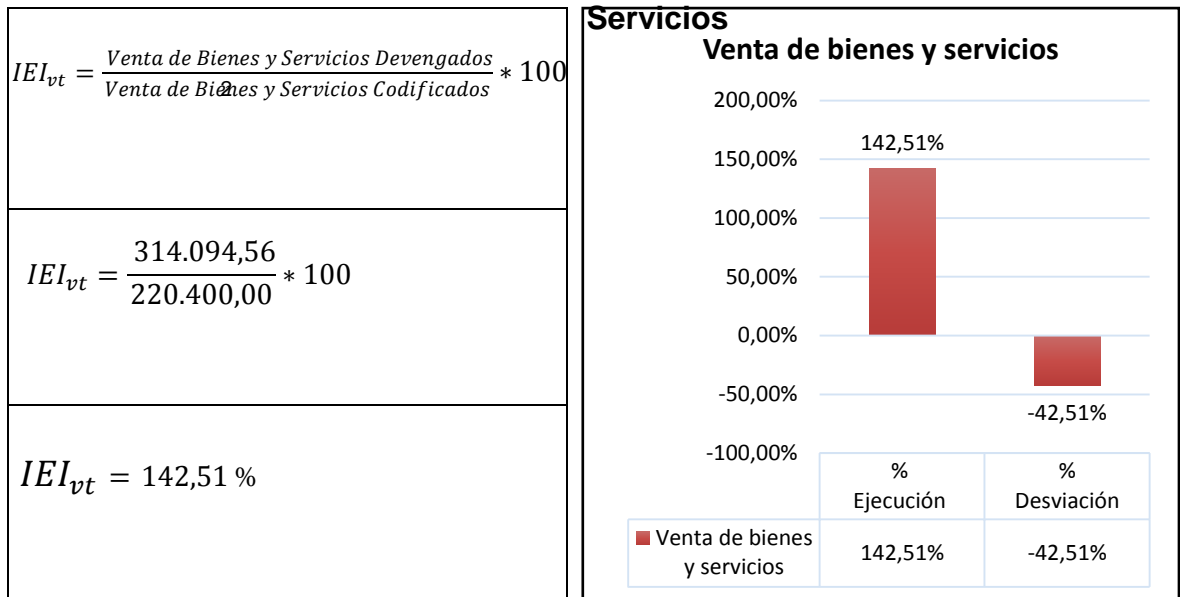 IEI_vt = Venta de Bienes y Servicios Devengados / Venta de Bienes y Servicios Codificados * 100
2
IEI_vt = 314.094,56 / 220.400,00 * 100
IEI_vt = 142,51 %
Servicios
Venta de bienes y servicios
200,00%
150,00%
100,00%
50,00%
0,00%
-50,00%
-100,00%
142,51%
-42,51%
% Ejecución
% Desviación
Venta de bienes y servicios
142,51%
-42,51%